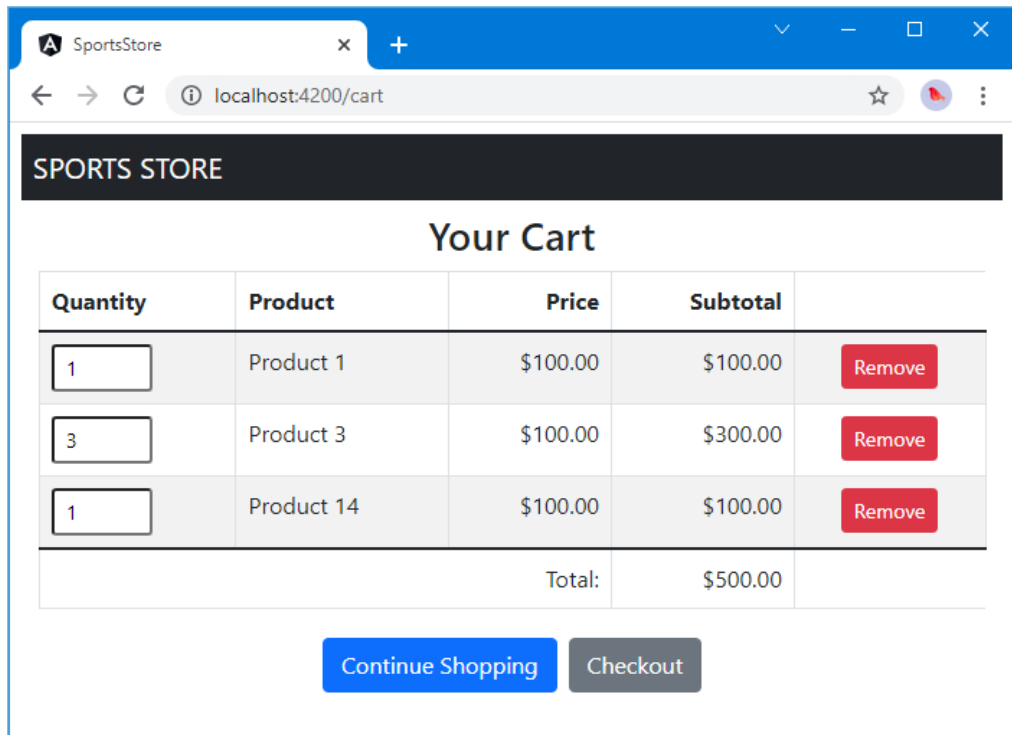 SportsStore
localhost:4200/cart
SPORTS STORE
Your Cart
Quantity Product Price Subtotal
1 Product 1 $100.00 $100.00 Remove
3 Product 3 $100.00 $300.00 Remove
1 Product 14 $100.00 $100.00 Remove
Total: $500.00
Continue Shopping Checkout